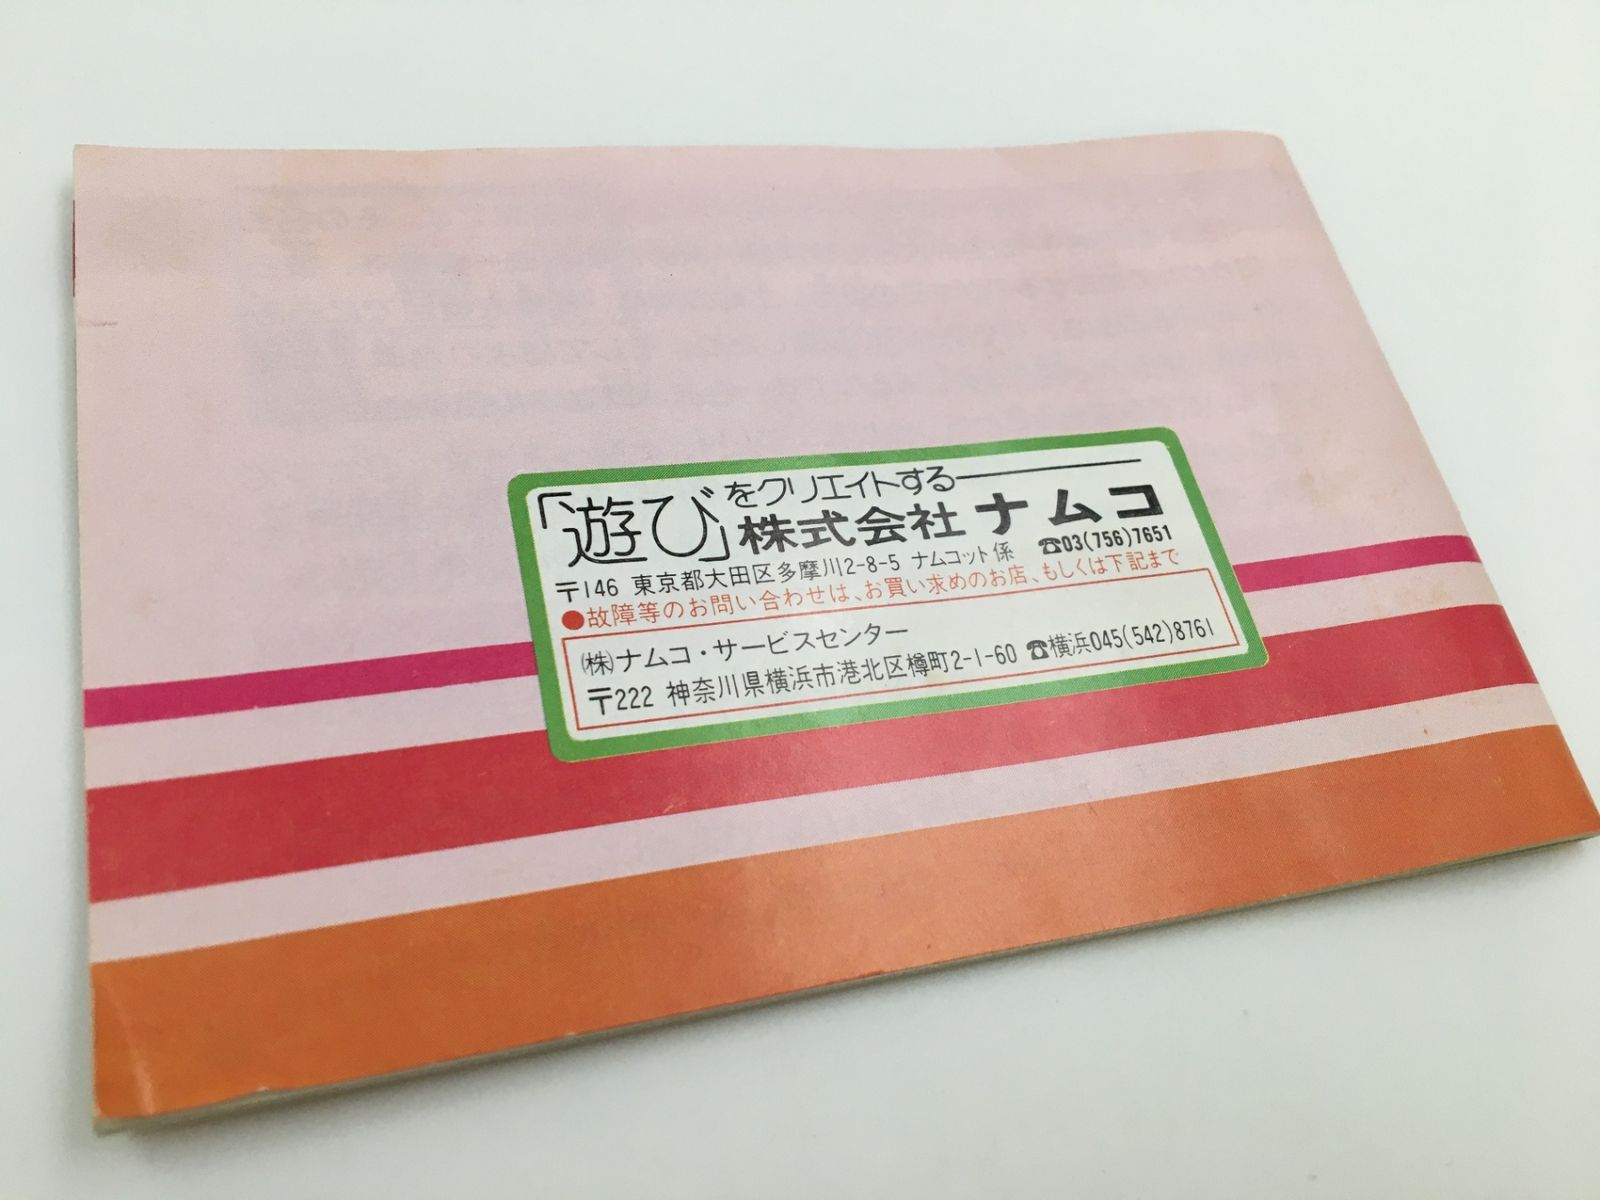 「遊び」をクリエイトする
株式会社ナムコ
〒146 東京都大田区多摩川2-8-5 ナムコット係 ☎03(756)7651
●故障等のお問い合わせは、お買い求めのお店、もしくは下記まで
㈱ナムコ・サービスセンター
〒222 神奈川県横浜市港北区樽町2-1-60 ☎横浜045(542)8761